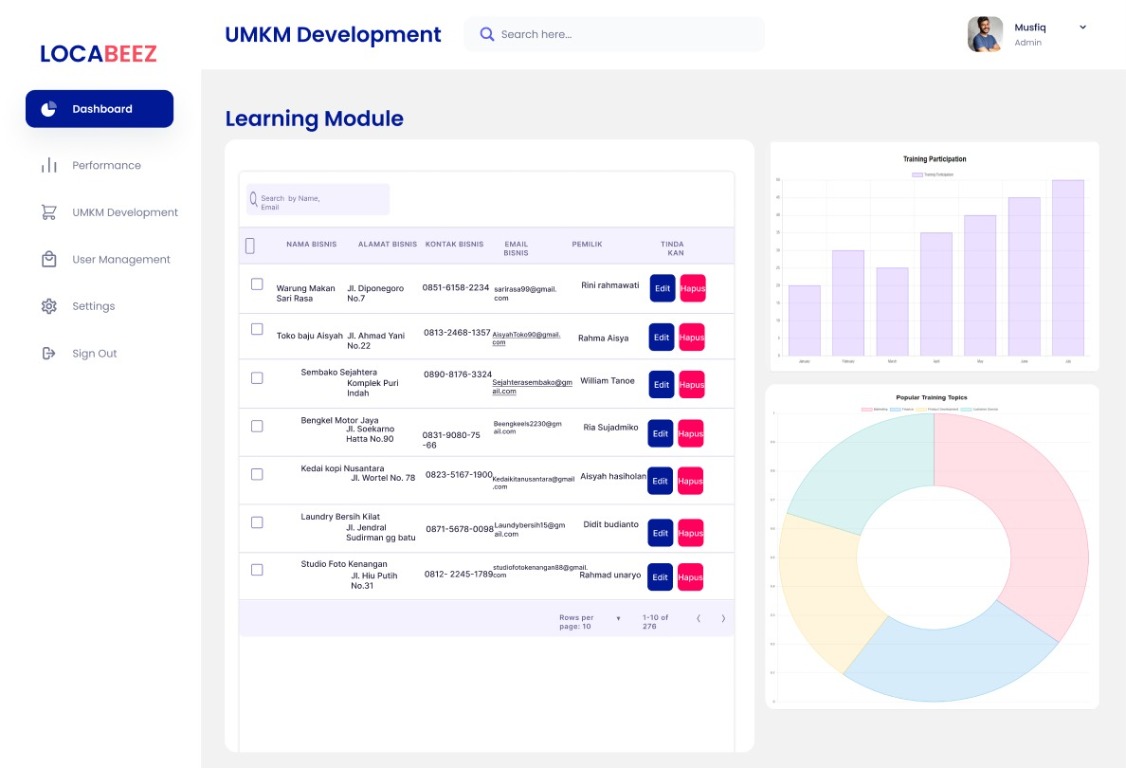 LOCABEEZ
UMKM Development
Search here...
Musfiq
Admin
Dashboard
Performance
UMKM Development
User Management
Settings
Sign Out
Learning Module
Search by Name,
Email
NAMA BISNIS
ALAMAT BISNIS
KONTAK BISNIS
EMAIL
BISNIS
PEMILIK
TINDA
KAN
Warung Makan
Sari Rasa
Jl. Diponegoro
No.7
0851-6158-2234
sarirasa99@gmail.
com
Rini rahmawati
Edit
Hapus
Toko baju Aisyah
Jl. Ahmad Yani
No.22
0813-2468-1357
AisyahToko90@gmail.
com
Rahma Aisya
Edit
Hapus
Sembako Sejahtera
Komplek Puri
Indah
0890-8176-3324
Sejahterasembako@gm
ail.com
William Tanoe
Edit
Hapus
Bengkel Motor Jaya
Jl. Soekarno
Hatta No.90
0831-9080-75
-66
Beengkeels2230@gm
ail.com
Ria Sujadmiko
Edit
Hapus
Kedai kopi Nusantara
Jl. Wortel No. 78
0823-5167-1900
Kedaikitanusantara@gmail
.com
Aisyah hasiholan
Edit
Hapus
Laundry Bersih Kilat
Jl. Jendral
Sudirman gg batu
0871-5678-0098
Laundybersih15@gm
ail.com
Didit budianto
Edit
Hapus
Studio Foto Kenangan
Jl. Hiu Putih
No.31
0812- 2245-1789
studiofotokenangan88@gmail.
com
Rahmad unaryo
Edit
Hapus
Rows per
page: 10
1-10 of
276
Training Participation
Training Participation
January
February
March
April
May
June
July
Popular Training Topics